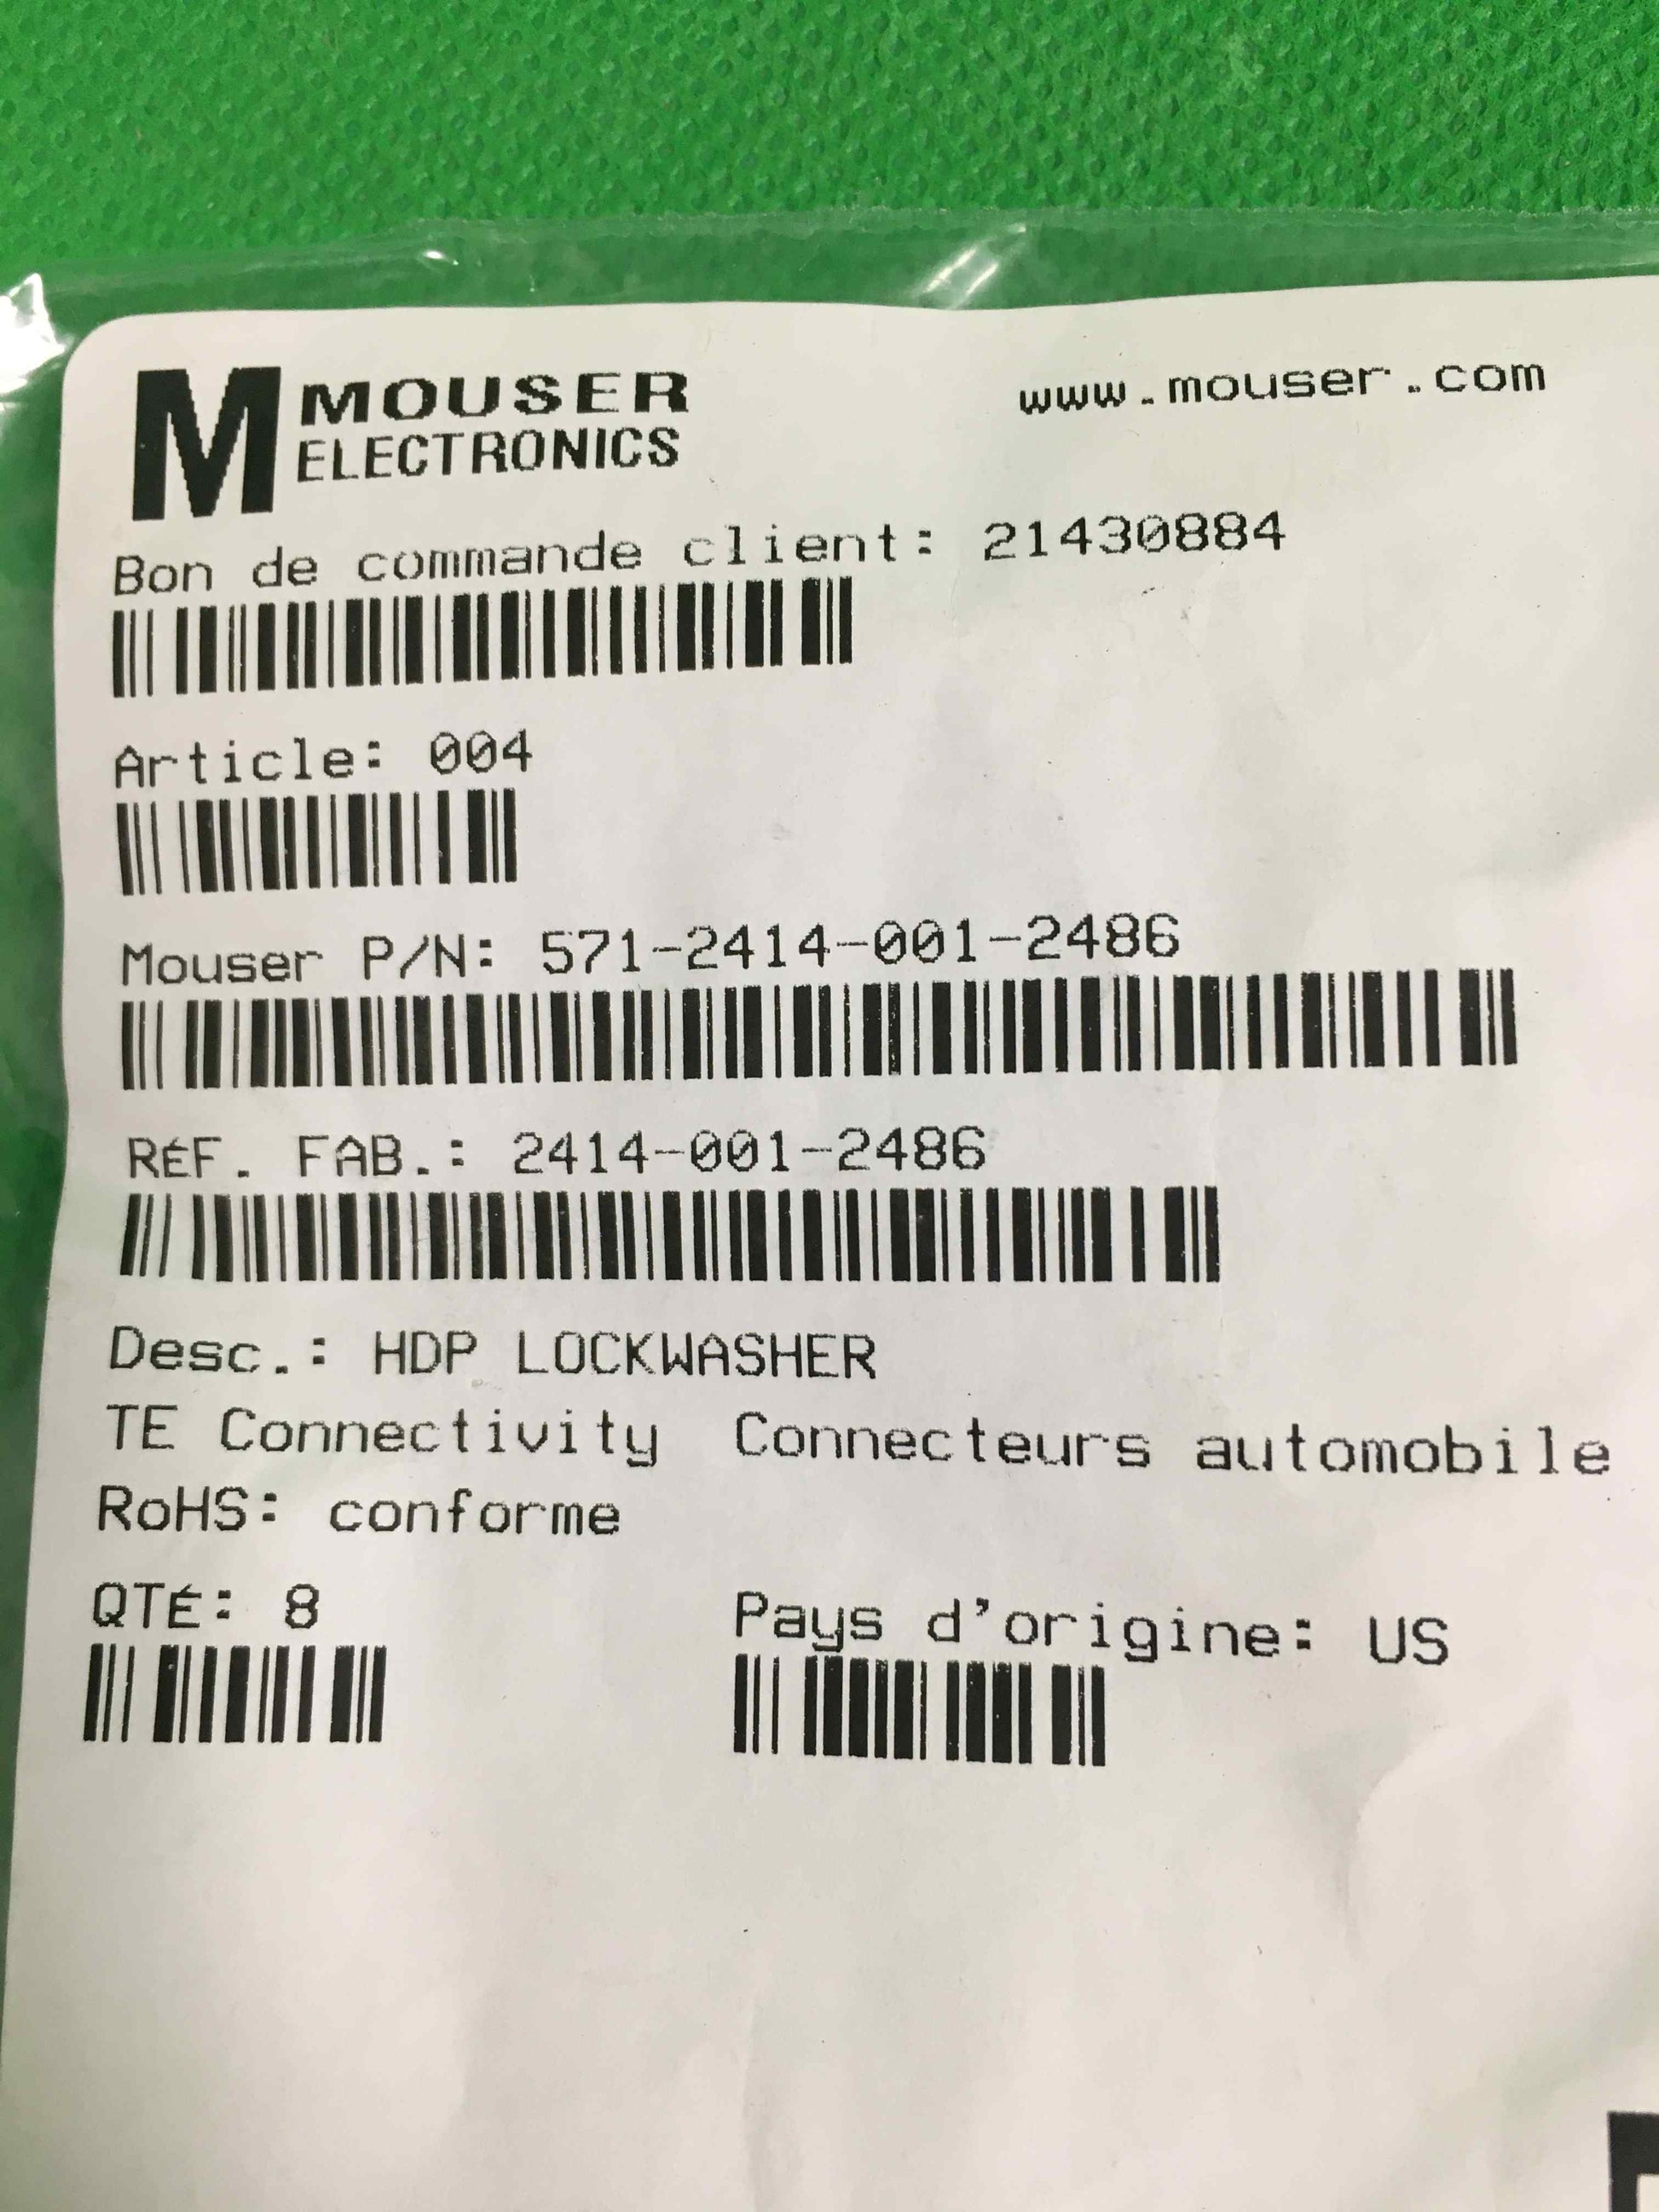 M MOUSER
ELECTRONICS
www.mouser.com
Bon de commande client: 21430884
Article: 004
Mouser P/N: 571-2414-001-2486
RÉF. FAB.: 2414-001-2486
Desc.: HDP LOCKWASHER
TE Connectivity Connecteurs automobile
RoHS: conforme
QTÉ: 8
Pays d'origine: US